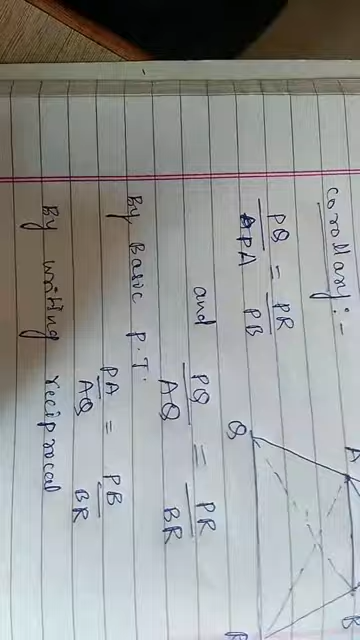 Corollary:-
PQ/PA = PR/PB
and PQ/AQ = PR/BR
By Basic P.T.
PA/AQ = PB/BR
By writing reciprocal
A
B
Q
R